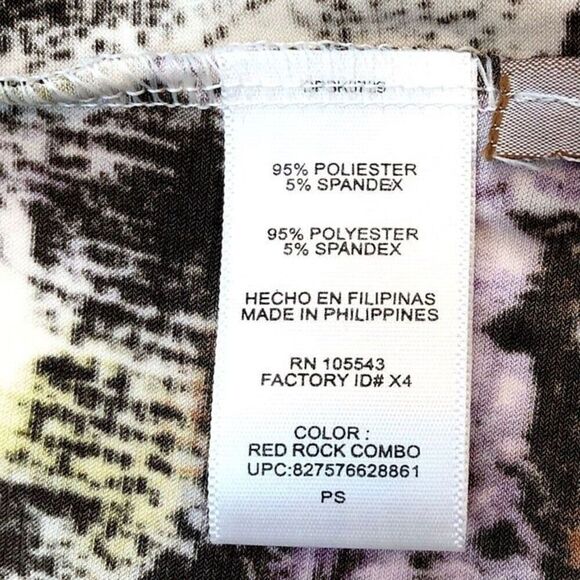 95% POLIESTER
5% SPANDEX
95% POLYESTER
5% SPANDEX
HECHO EN FILIPINAS
MADE IN PHILIPPINES
RN 105543
FACTORY ID# X4
COLOR :
RED ROCK COMBO
UPC:827576628861
PS